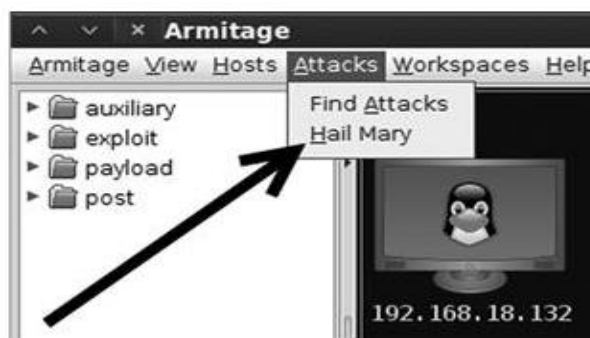 Armitage
Armitage View Hosts Attacks Workspaces Help
Find Attacks
Hail Mary
auxiliary
exploit
payload
post
192.168.18.132